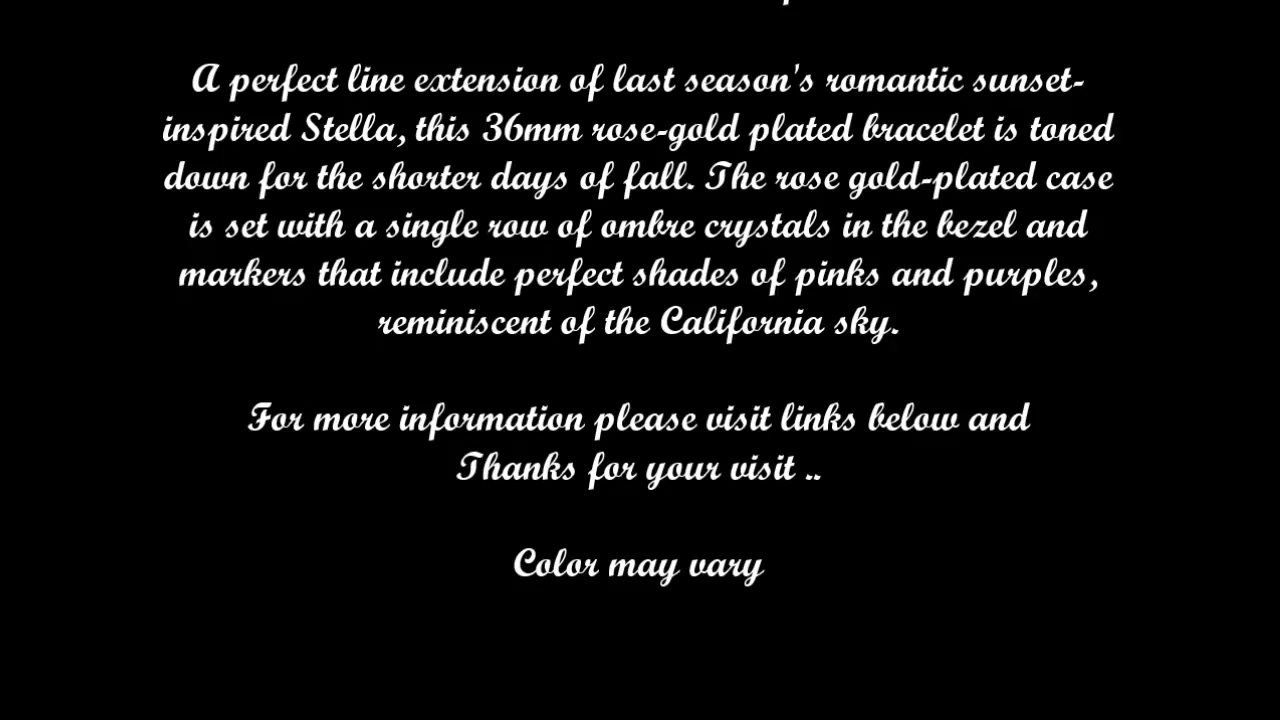 A perfect line extension of last season's romantic sunset-
inspired Stella, this 36mm rose-gold plated bracelet is toned
down for the shorter days of fall. The rose gold-plated case
is set with a single row of ombre crystals in the bezel and
markers that include perfect shades of pinks and purples,
reminiscent of the California sky.
For more information please visit links below and
Thanks for your visit ..
Color may vary